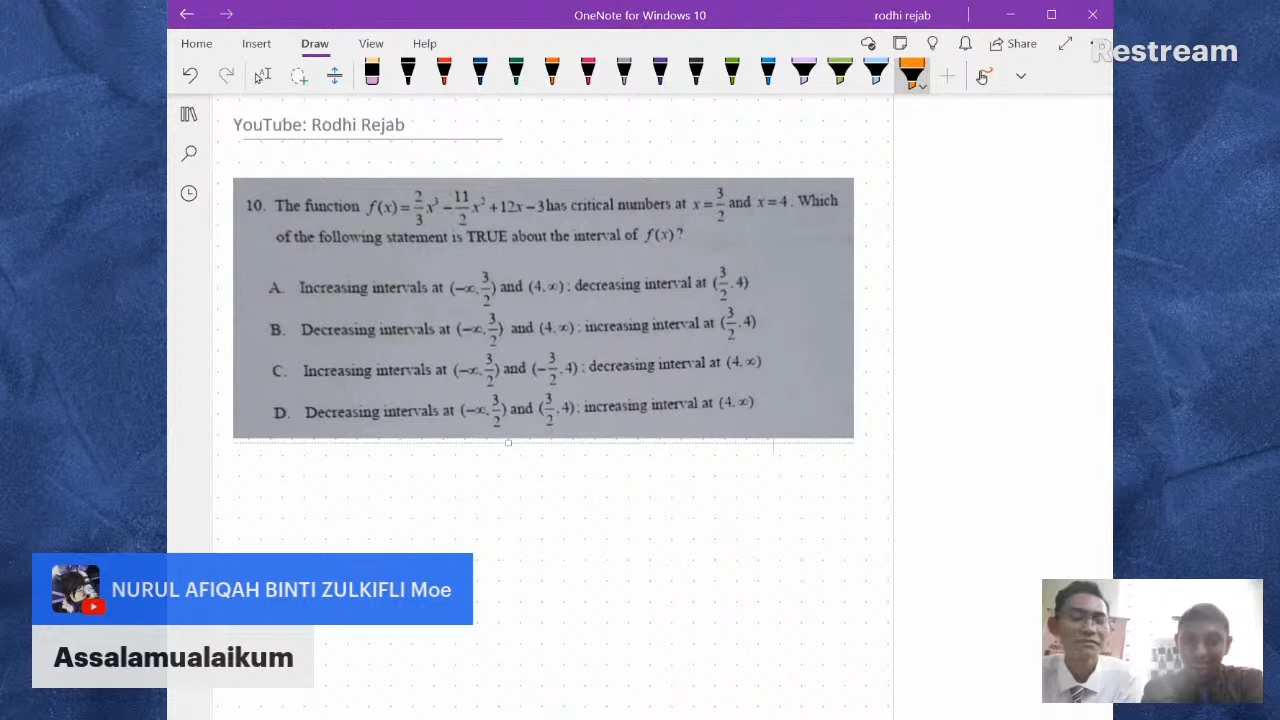 OneNote for Windows 10
rodhi rejab
Home Insert Draw View Help
Share
Restream
YouTube: Rodhi Rejab
10. The function f(x) = 2/3 x³ − 11/2 x² + 12x − 3 has critical numbers at x = 3/2 and x = 4. Which
of the following statement is TRUE about the interval of f(x)?
A. Increasing intervals at (−∞, 3/2) and (4, ∞) ; decreasing interval at (3/2, 4)
B. Decreasing intervals at (−∞, 3/2) and (4, ∞) ; increasing interval at (3/2, 4)
C. Increasing intervals at (−∞, 3/2) and (−3/2, 4) ; decreasing interval at (4, ∞)
D. Decreasing intervals at (−∞, 3/2) and (3/2, 4) ; increasing interval at (4, ∞)
NURUL AFIQAH BINTI ZULKIFLI Moe
Assalamualaikum